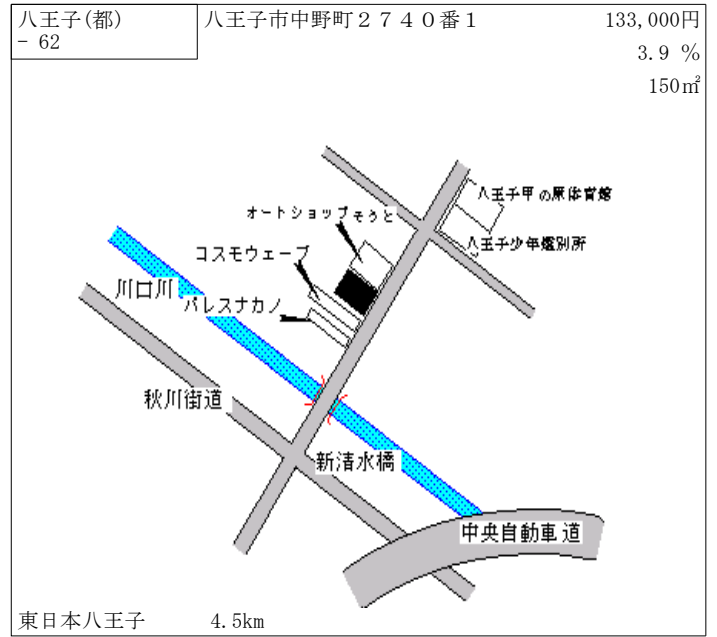 八王子(都)
- 62
八王子市中野町２７４０番１
133,000円
3.9 %
150㎡
八王子甲の原体育館
オートショップそうと
八王子少年鑑別所
コスモウェーブ
川口川
パレスナカノ
秋川街道
新清水橋
中央自動車道
東日本八王子 4.5km